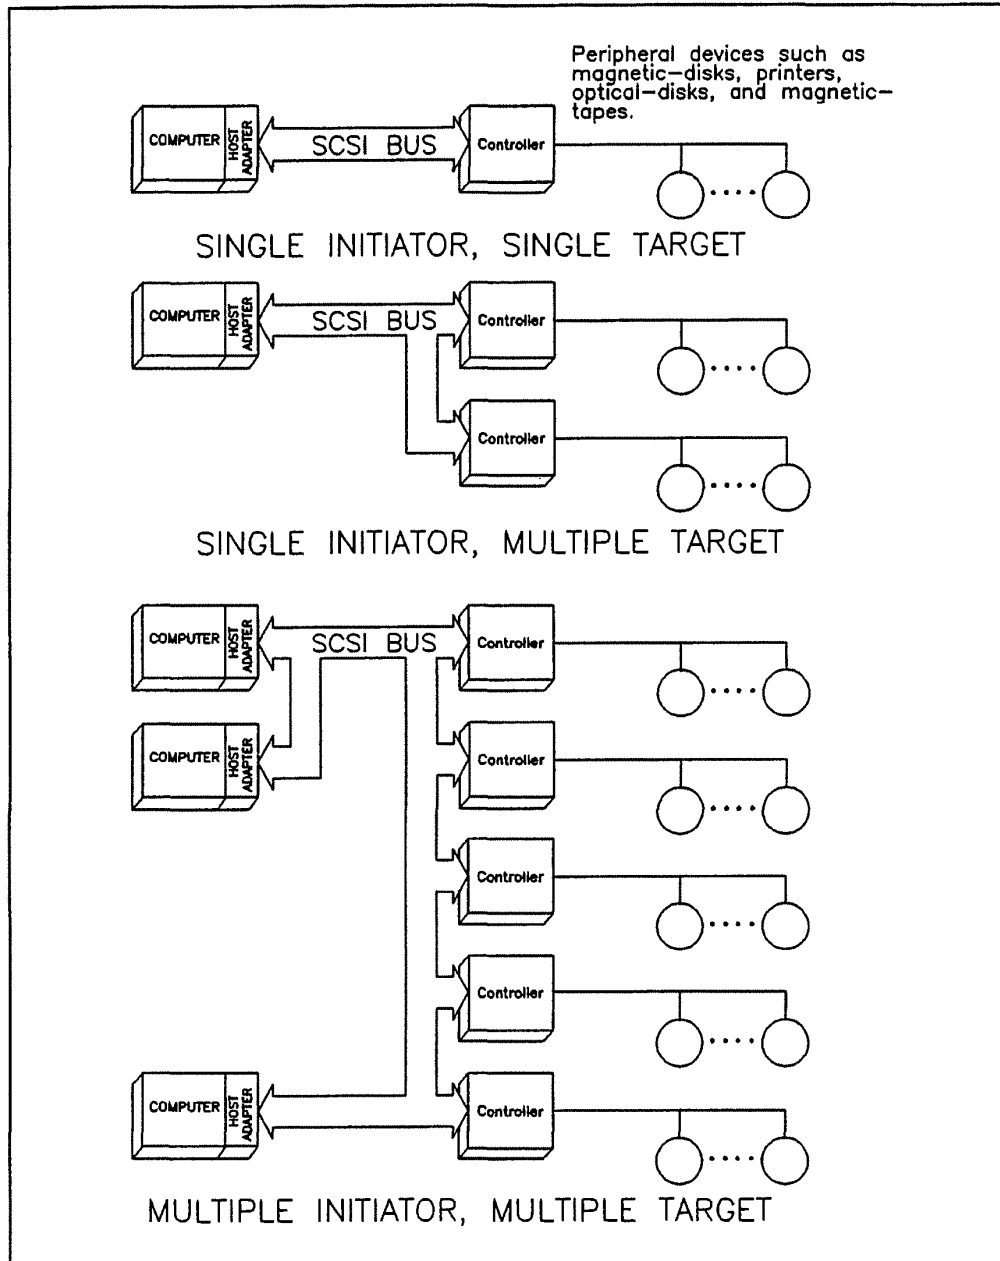 Peripheral devices such as
magnetic-disks, printers,
optical-disks, and magnetic-
tapes.
COMPUTER
HOST
ADAPTER
SCSI BUS
Controller
SINGLE INITIATOR, SINGLE TARGET
COMPUTER
HOST
ADAPTER
SCSI BUS
Controller
Controller
SINGLE INITIATOR, MULTIPLE TARGET
COMPUTER
HOST
ADAPTER
SCSI BUS
Controller
COMPUTER
HOST
ADAPTER
Controller
Controller
Controller
COMPUTER
HOST
ADAPTER
Controller
MULTIPLE INITIATOR, MULTIPLE TARGET